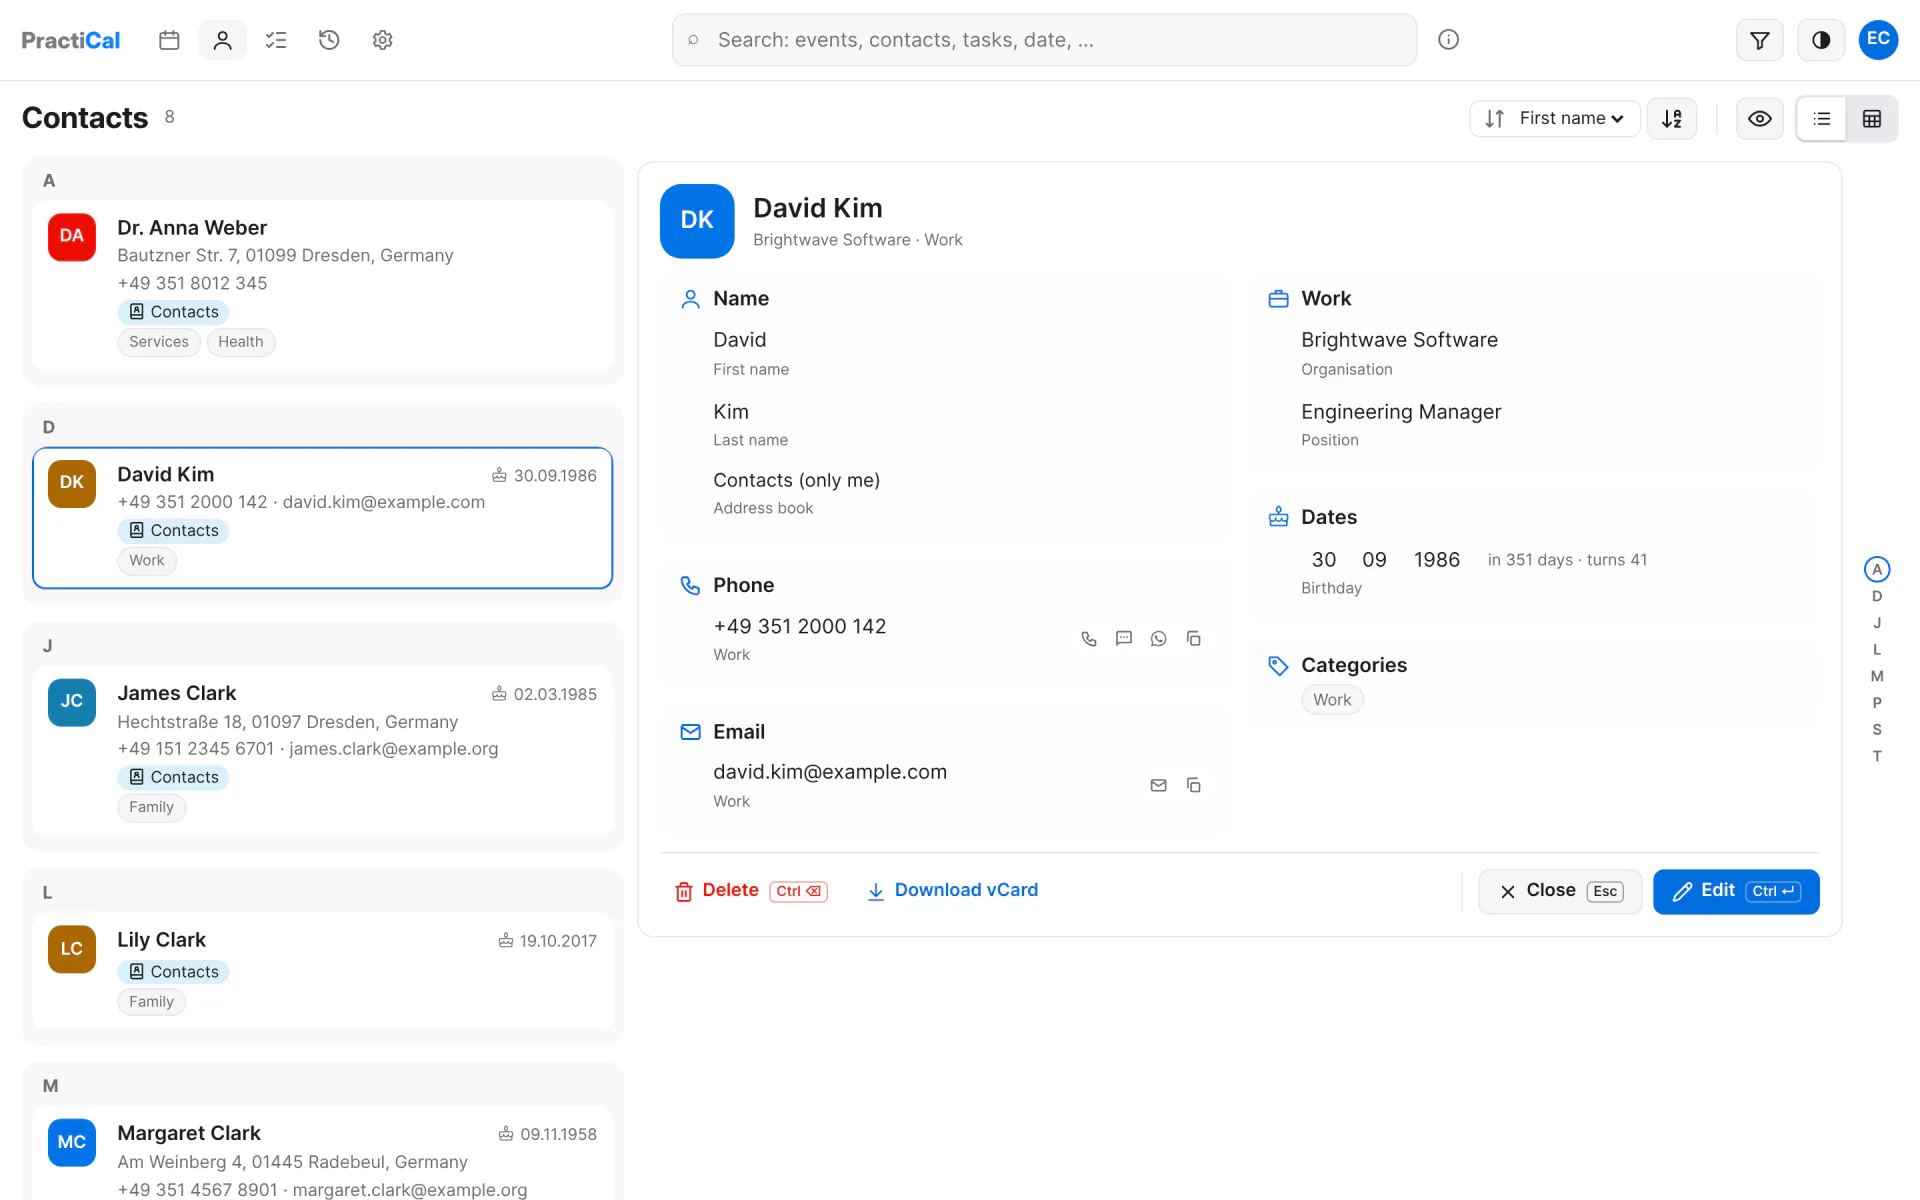 PractiCal
Search: events, contacts, tasks, date, ...
EC
Contacts 8
First name
A
DA
Dr. Anna Weber
Bautzner Str. 7, 01099 Dresden, Germany
+49 351 8012 345
Contacts
Services Health
D
DK
David Kim 30.09.1986
+49 351 2000 142 · david.kim@example.com
Contacts
Work
J
JC
James Clark 02.03.1985
Hechtstraße 18, 01097 Dresden, Germany
+49 151 2345 6701 · james.clark@example.org
Contacts
Family
L
LC
Lily Clark 19.10.2017
Contacts
Family
M
MC
Margaret Clark 09.11.1958
Am Weinberg 4, 01445 Radebeul, Germany
+49 351 4567 8901 · margaret.clark@example.org
DK
David Kim
Brightwave Software · Work
Name
David
First name
Kim
Last name
Contacts (only me)
Address book
Phone
+49 351 2000 142
Work
Email
david.kim@example.com
Work
Work
Brightwave Software
Organisation
Engineering Manager
Position
Dates
30 09 1986 in 351 days · turns 41
Birthday
Categories
Work
Delete Ctrl ⌫
Download vCard
Close Esc
Edit Ctrl ↵
A
D
J
L
M
P
S
T